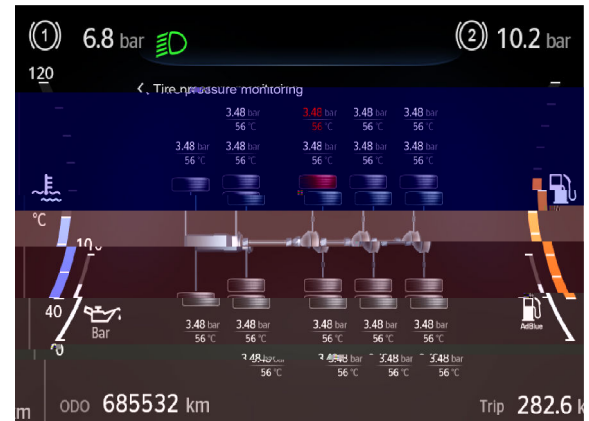 (1) 6.8 bar
(2) 10.2 bar
120
Tire pressure monitoring
3.48 bar 3.48 bar 3.48 bar 3.48 bar
56 °C 56 °C 56 °C 56 °C
3.48 bar 3.48 bar 3.48 bar 3.48 bar 3.48 bar
56 °C 56 °C 56 °C 56 °C 56 °C
°C
40
Bar
AdBlue
3.48 bar 3.48 bar 3.48 bar 3.48 bar 3.48 bar
56 °C 56 °C 56 °C 56 °C 56 °C
3.48 bar 3.48 bar
56 °C 56 °C 56 °C 56 °C
m ODO 685532 km Trip 282.6 k